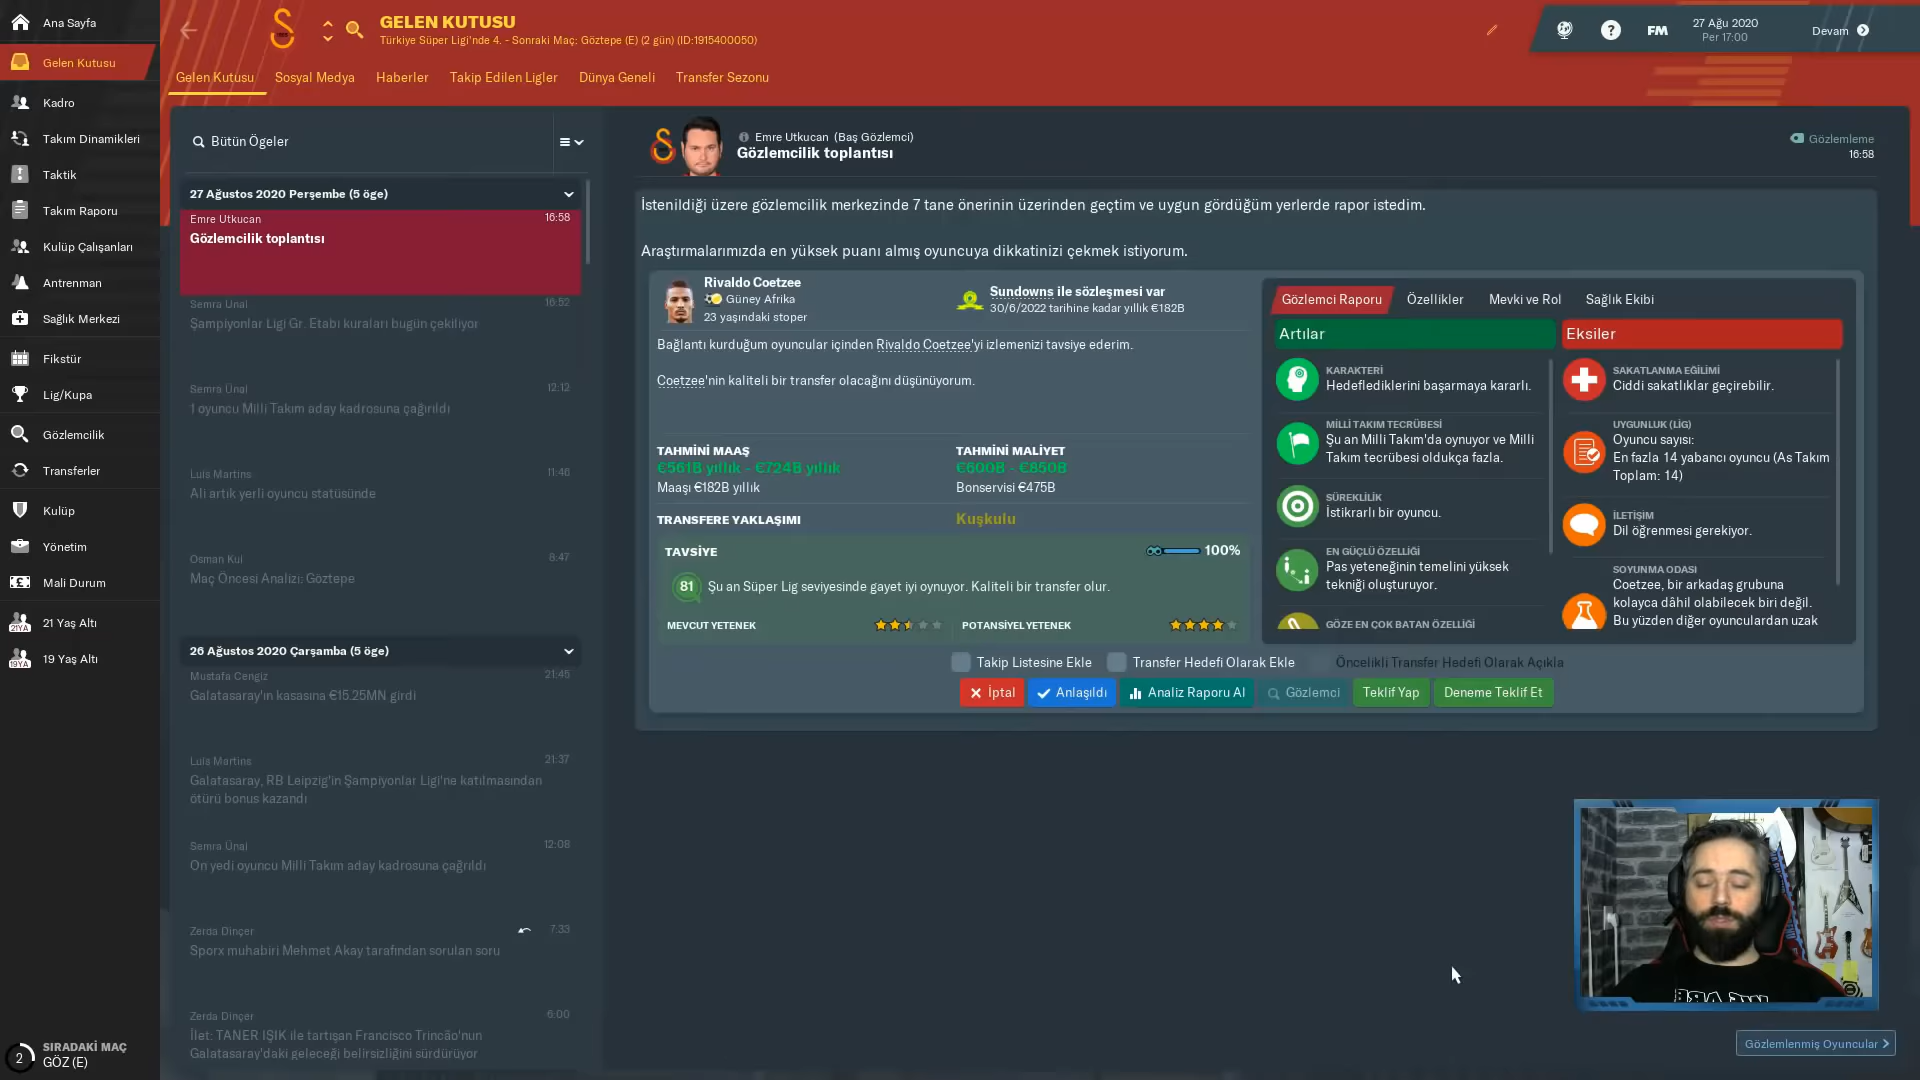 Ana Sayfa
Gelen Kutusu
Kadro
Takım Dinamikleri
Taktik
Takım Raporu
Kulüp Çalışanları
Antrenman
Sağlık Merkezi
Fikstür
Lig/Kupa
Gözlemcilik
Transferler
Kulüp
Yönetim
Mali Durum
21YA
21 Yaş Altı
19YA
19 Yaş Altı
2
SIRADAKİ MAÇ
GÖZ (E)
GELEN KUTUSU
Türkiye Süper Ligi'nde 4. - Sonraki Maç: Göztepe (E) (2 gün) (ID:1915400050)
Gelen Kutusu
Sosyal Medya
Haberler
Takip Edilen Ligler
Dünya Geneli
Transfer Sezonu
?
FM
27 Ağu 2020
Per 17:00
Devam
Bütün Ögeler
27 Ağustos 2020 Perşembe (5 öge)
Emre Utkucan 16:58
Gözlemcilik toplantısı
Semra Ünal 16:52
Şampiyonlar Ligi Gr. Etabı kuraları bugün çekiliyor
Semra Ünal 12:12
1 oyuncu Milli Takım aday kadrosuna çağırıldı
Luís Martins 11:46
Ali artık yerli oyuncu statüsünde
Osman Kul 8:47
Maç Öncesi Analizi: Göztepe
26 Ağustos 2020 Çarşamba (5 öge)
Mustafa Cengiz 21:45
Galatasaray'ın kasasına €15.25MN girdi
Luís Martins 21:37
Galatasaray, RB Leipzig'in Şampiyonlar Ligi'ne katılmasından
ötürü bonus kazandı
Semra Ünal 12:08
On yedi oyuncu Milli Takım aday kadrosuna çağrıldı
Zerda Dinçer 7:33
Sporx muhabiri Mehmet Akay tarafından sorulan soru
Zerda Dinçer 6:00
İlet: TANER IŞIK ile tartışan Francisco Trincão'nun
Galatasaray'daki geleceği belirsizliğini sürdürüyor
Emre Utkucan (Baş Gözlemci)
Gözlemcilik toplantısı
Gözlemleme
16:58
İstenildiği üzere gözlemcilik merkezinde 7 tane önerinin üzerinden geçtim ve uygun gördüğüm yerlerde rapor istedim.
Araştırmalarımızda en yüksek puanı almış oyuncuya dikkatinizi çekmek istiyorum.
Rivaldo Coetzee
Güney Afrika
23 yaşındaki stoper
Sundowns ile sözleşmesi var
30/6/2022 tarihine kadar yıllık €182B
Bağlantı kurduğum oyuncular içinden Rivaldo Coetzee'yi izlemenizi tavsiye ederim.
Coetzee'nin kaliteli bir transfer olacağını düşünüyorum.
TAHMİNİ MAAŞ
€561B yıllık - €724B yıllık
Maaşı €182B yıllık
TAHMİNİ MALİYET
€600B - €850B
Bonservisi €475B
TRANSFERE YAKLAŞIMI
Kuşkulu
TAVSİYE
100%
81
Şu an Süper Lig seviyesinde gayet iyi oynuyor. Kaliteli bir transfer olur.
MEVCUT YETENEK
POTANSİYEL YETENEK
Gözlemci Raporu
Özellikler
Mevki ve Rol
Sağlık Ekibi
Artılar
KARAKTERİ
Hedeflediklerini başarmaya kararlı.
MİLLİ TAKIM TECRÜBESİ
Şu an Milli Takım'da oynuyor ve Milli
Takım tecrübesi oldukça fazla.
SÜREKLİLİK
İstikrarlı bir oyuncu.
EN GÜÇLÜ ÖZELLİĞİ
Pas yeteneğinin temelini yüksek
tekniği oluşturuyor.
GÖZE EN ÇOK BATAN ÖZELLİĞİ
Eksiler
SAKATLANMA EĞİLİMİ
Ciddi sakatlıklar geçirebilir.
UYGUNLUK (LİG)
Oyuncu sayısı:
En fazla 14 yabancı oyuncu (As Takım
Toplam: 14)
İLETİŞİM
Dil öğrenmesi gerekiyor.
SOYUNMA ODASI
Coetzee, bir arkadaş grubuna
kolayca dâhil olabilecek biri değil.
Bu yüzden diğer oyunculardan uzak
Takip Listesine Ekle
Transfer Hedefi Olarak Ekle
Öncelikli Transfer Hedefi Olarak Açıkla
İptal
Anlaşıldı
Analiz Raporu Al
Gözlemci
Teklif Yap
Deneme Teklif Et
Gözlemlenmiş Oyuncular